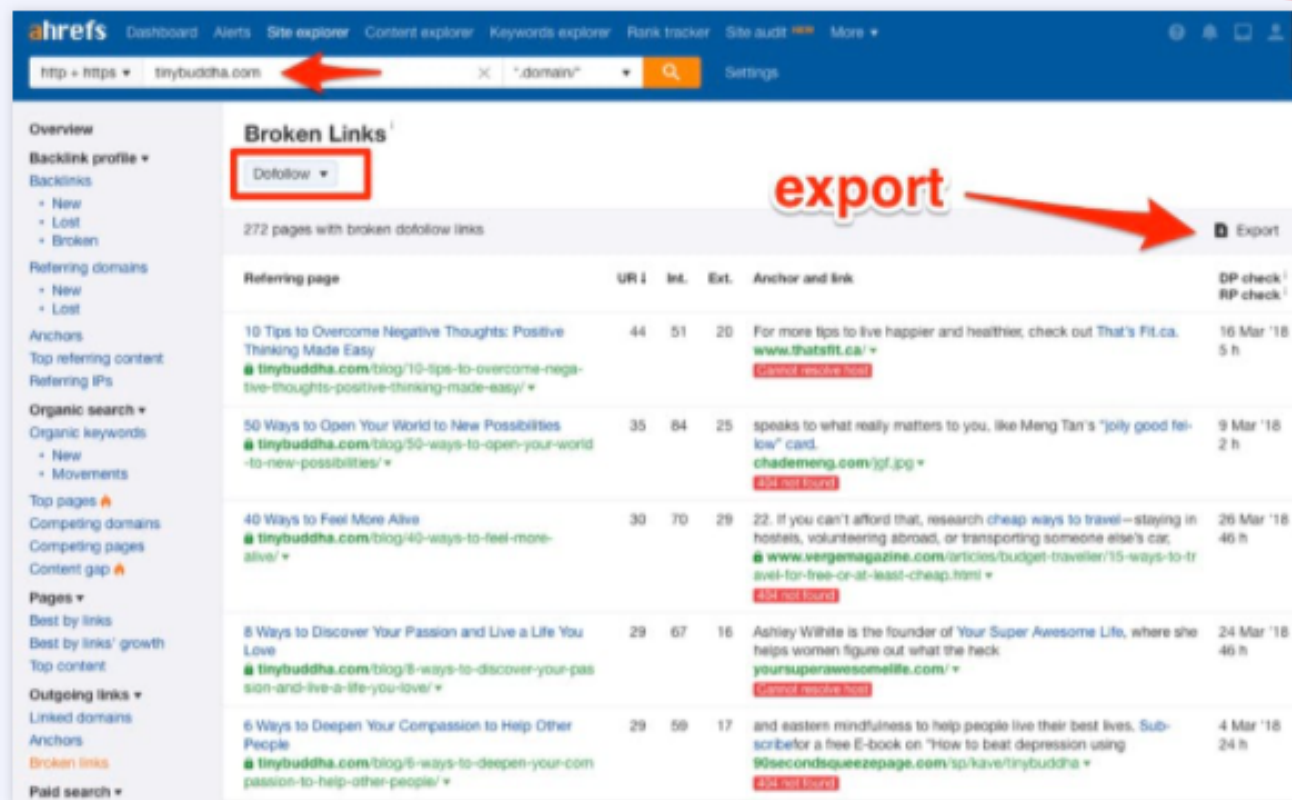 ahrefs Dashboard Alerts Site explorer Content explorer Keywords explorer Rank tracker Site audit NEW More
http + https tinybuddha.com *.domain/* Settings
Overview
Backlink profile
Backlinks
New
Lost
Broken
Referring domains
New
Lost
Anchors
Top referring content
Referring IPs
Organic search
Organic keywords
New
Movements
Top pages
Competing domains
Competing pages
Content gap
Pages
Best by links
Best by links' growth
Top content
Outgoing links
Linked domains
Anchors
Broken links
Paid search
Broken Links
Dofollow
export
272 pages with broken dofollow links
Export
Referring page UR Int. Ext. Anchor and link DP check
RP check
10 Tips to Overcome Negative Thoughts: Positive
Thinking Made Easy
tinybuddha.com/blog/10-tips-to-overcome-nega-
tive-thoughts-positive-thinking-made-easy/
44 51 20
For more tips to live happier and healthier, check out That's Fit.ca.
www.thatsfit.ca/
Cannot resolve host
16 Mar '18
5 h
50 Ways to Open Your World to New Possibilities
tinybuddha.com/blog/50-ways-to-open-your-world
-to-new-possibilities/
35 84 25
speaks to what really matters to you, like Meng Tan's "jolly good fel-
low" card.
chademeng.com/jgf.jpg
404 not found
9 Mar '18
2 h
40 Ways to Feel More Alive
tinybuddha.com/blog/40-ways-to-feel-more-
alive/
30 70 29
22. If you can't afford that, research cheap ways to travel—staying in
hostels, volunteering abroad, or transporting someone else's car,
www.vergemagazine.com/articles/budget-traveller/15-ways-to-tr
avel-for-free-or-at-least-cheap.html
404 not found
26 Mar '18
46 h
8 Ways to Discover Your Passion and Live a Life You
Love
tinybuddha.com/blog/8-ways-to-discover-your-pas
sion-and-live-a-life-you-love/
29 67 16
Ashley Wilhite is the founder of Your Super Awesome Life, where she
helps women figure out what the heck
yoursuperawesomelife.com/
Cannot resolve host
24 Mar '18
46 h
6 Ways to Deepen Your Compassion to Help Other
People
tinybuddha.com/blog/6-ways-to-deepen-your-com
passion-to-help-other-people/
29 59 17
and eastern mindfulness to help people live their best lives. Sub-
scribefor a free E-book on "How to beat depression using
90secondsqueezepage.com/sp/kave/tinybuddha
404 not found
4 Mar '18
24 h